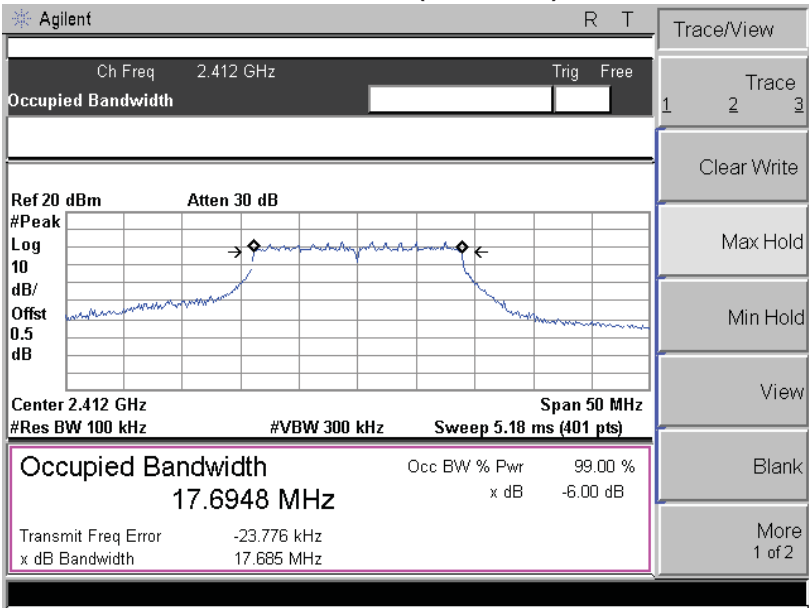 Agilent
R T
Trace/View
Ch Freq 2.412 GHz
Trig Free
Occupied Bandwidth
Trace
1 2 3
Clear Write
Max Hold
Min Hold
View
Blank
More
1 of 2
Ref 20 dBm Atten 30 dB
#Peak
Log
10
dB/
Offst
0.5
dB
Center 2.412 GHz Span 50 MHz
#Res BW 100 kHz #VBW 300 kHz Sweep 5.18 ms (401 pts)
Occupied Bandwidth
17.6948 MHz
Occ BW % Pwr 99.00 %
x dB -6.00 dB
Transmit Freq Error -23.776 kHz
x dB Bandwidth 17.685 MHz